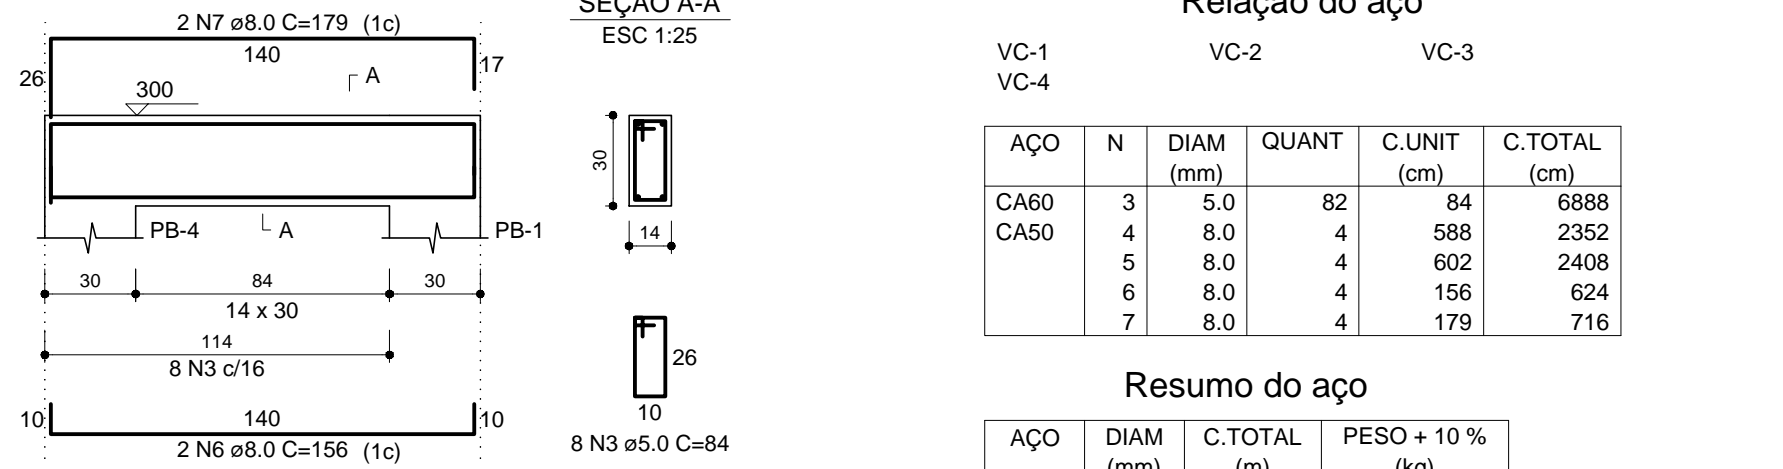 2 N7 ø8.0 C=179 (1c)
140
26
17
A
300
PB-4
A
PB-1
30
84
30
14 x 30
114
8 N3 c/16
10
140
10
2 N6 ø8.0 C=156 (1c)
SEÇÃO A-A
ESC 1:25
30
14
26
10
8 N3 ø5.0 C=84
Relação do aço
VC-1 VC-2 VC-3
VC-4
AÇO N DIAM QUANT C.UNIT C.TOTAL
(mm) (cm) (cm)
CA60 3 5.0 82 84 6888
CA50 4 8.0 4 588 2352
5 8.0 4 602 2408
6 8.0 4 156 624
7 8.0 4 179 716
Resumo do aço
AÇO DIAM C.TOTAL PESO + 10 %
(mm) (m) (kg)